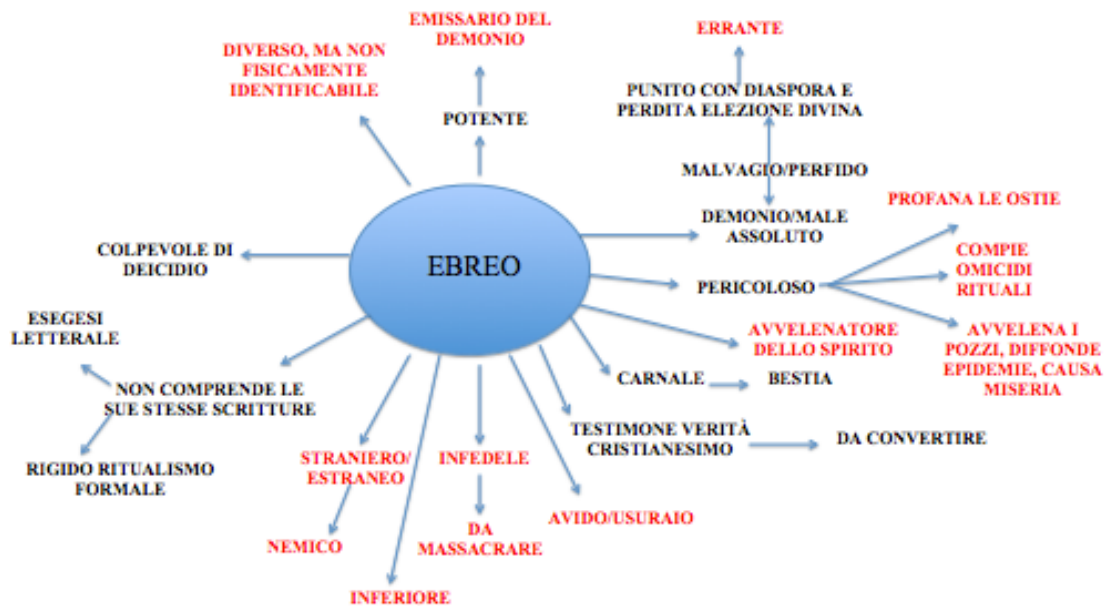 EMISSARIO DEL
DEMONIO
ERRANTE
DIVERSO, MA NON
FISICAMENTE
IDENTIFICABILE
PUNITO CON DIASPORA E
PERDITA ELEZIONE DIVINA
POTENTE
MALVAGIO/PERFIDO
PROFANA LE OSTIE
DEMONIO/MALE
ASSOLUTO
COLPEVOLE DI
DEICIDIO
EBREO
COMPIE
OMICIDI
RITUALI
PERICOLOSO
ESEGESI
LETTERALE
AVVELENATORE
DELLO SPIRITO
AVVELENA I
POZZI, DIFFONDE
EPIDEMIE, CAUSA
MISERIA
CARNALE
BESTIA
NON COMPRENDE LE
SUE STESSE SCRITTURE
TESTIMONE VERITÀ
CRISTIANESIMO
DA CONVERTIRE
RIGIDO RITUALISMO
FORMALE
STRANIERO/
ESTRANEO
INFEDELE
AVIDO/USURAIO
NEMICO
DA
MASSACRARE
INFERIORE